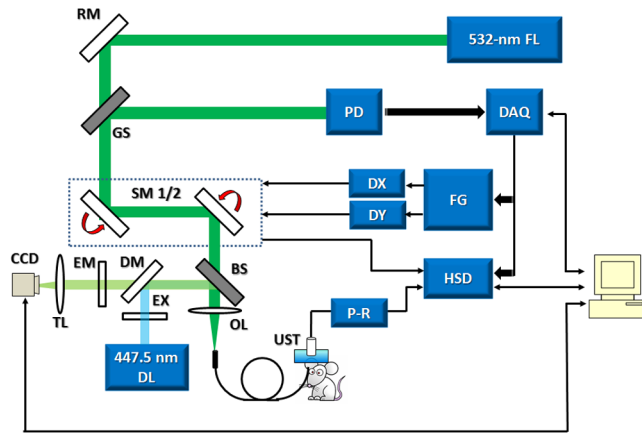 RM
532-nm FL
GS
PD
DAQ
SM 1/2
DX
DY
FG
CCD
EM
DM
BS
HSD
TL
EX
OL
UST
P-R
447.5 nm
DL